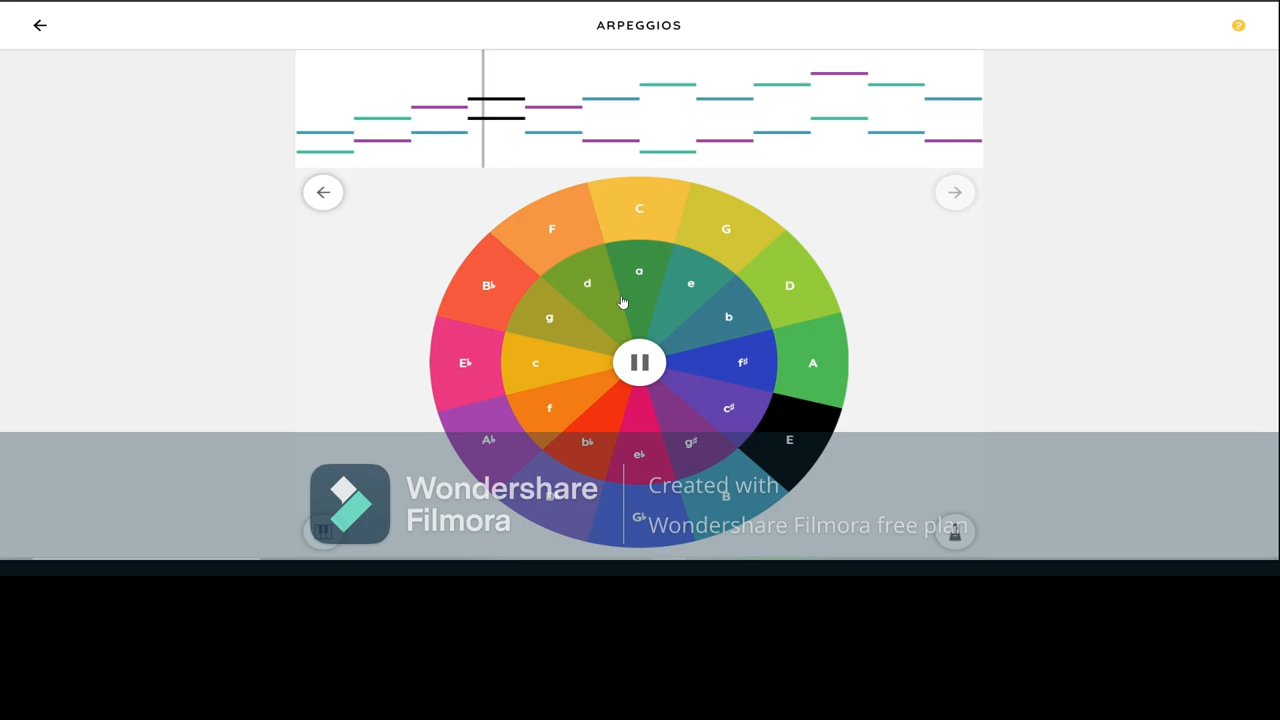 ARPEGGIOS
?
C
F
G
a
d
e
B♭
D
g
b
E♭
c
f♯
A
f
c♯
A♭
b♭
g♯
E
e♭
B
G♭
Wondershare
Filmora
Created with
Wondershare Filmora free plan